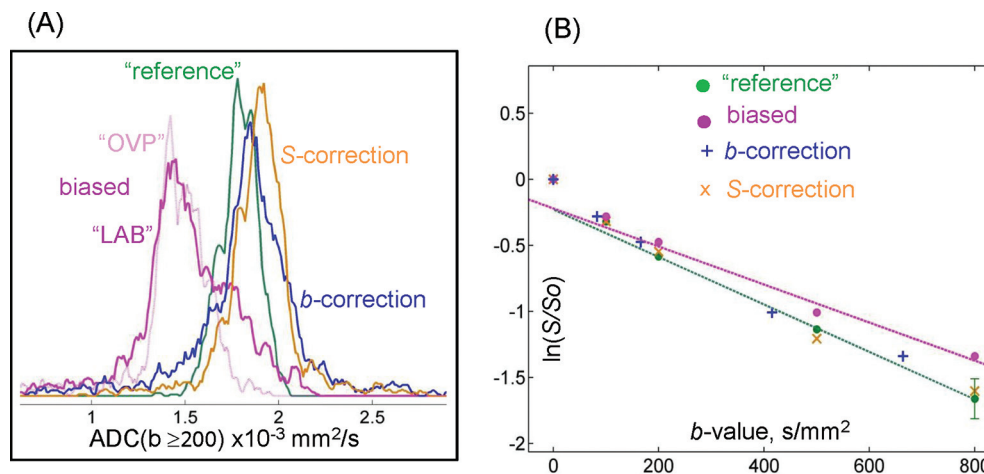 (A)
"reference"
"OVP"
S-correction
biased
"LAB"
b-correction
1 1.5 2 2.5
ADC(b ≥200) x10-3 mm2/s
(B)
"reference"
biased
b-correction
S-correction
0.5
0
-0.5
-1
-1.5
-2
ln(S/So)
b-value, s/mm2
0 200 400 600 800